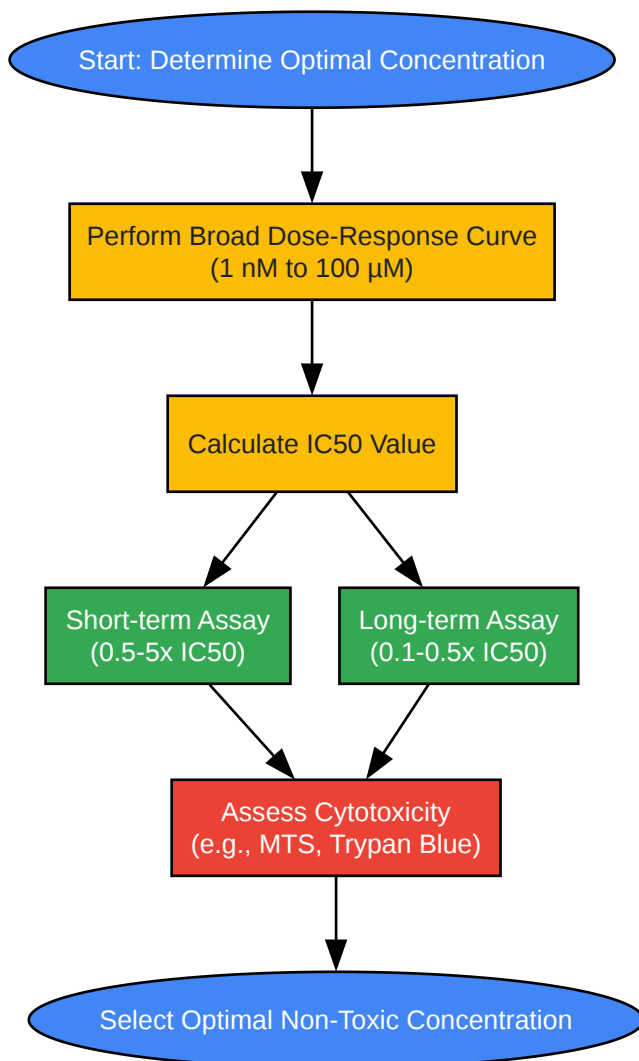 Start: Determine Optimal Concentration
Perform Broad Dose-Response Curve
(1 nM to 100 µM)
Calculate IC50 Value
Short-term Assay
(0.5-5x IC50)
Long-term Assay
(0.1-0.5x IC50)
Assess Cytotoxicity
(e.g., MTS, Trypan Blue)
Select Optimal Non-Toxic Concentration